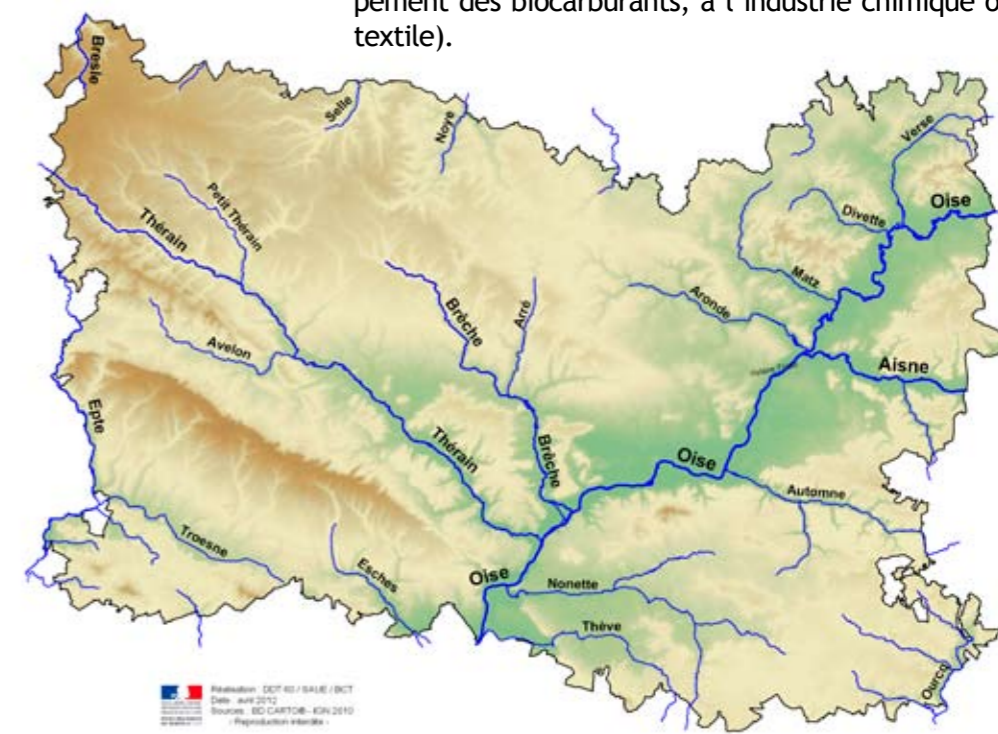 pement des biocarburants, à l'industrie chimique o
textile).
Bresle
Selle
Noye
Verse
Oise
Petit Thérain
Divette
Thérain
Matz
Aronde
Brèche
Arré
Avelon
Aisne
Epte
Thérain
Brèche
Oise
Automne
Troesne
Esches
Oise
Nonette
Thève
Ourcq
Réalisation : DDT 60 / SAUE / BCT
Date : avril 2012
Sources : BD CARTO® - IGN 2010
- Reproduction interdite -